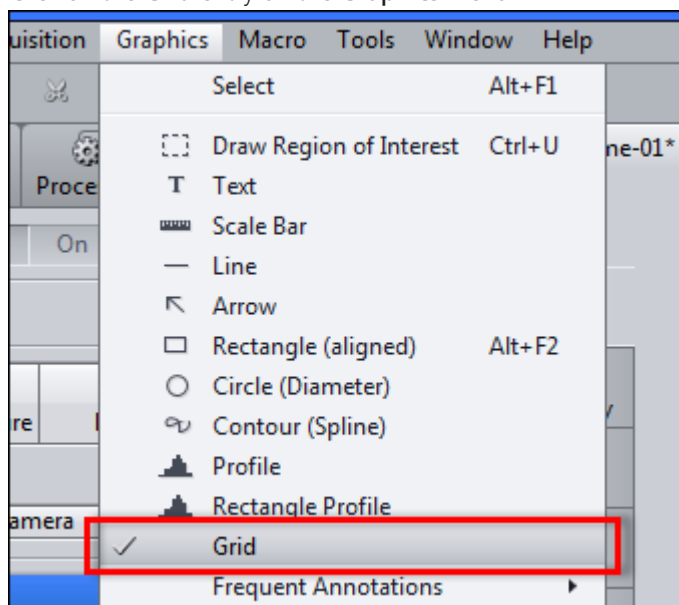 uisition Graphics Macro Tools Window Help
Select Alt+F1
Draw Region of Interest Ctrl+U ne-01*
Proce T Text
Scale Bar
On
Line
Arrow
Rectangle (aligned) Alt+F2
Circle (Diameter)
re Contour (Spline) y
Profile
Rectangle Profile
amera
Grid
Frequent Annotations